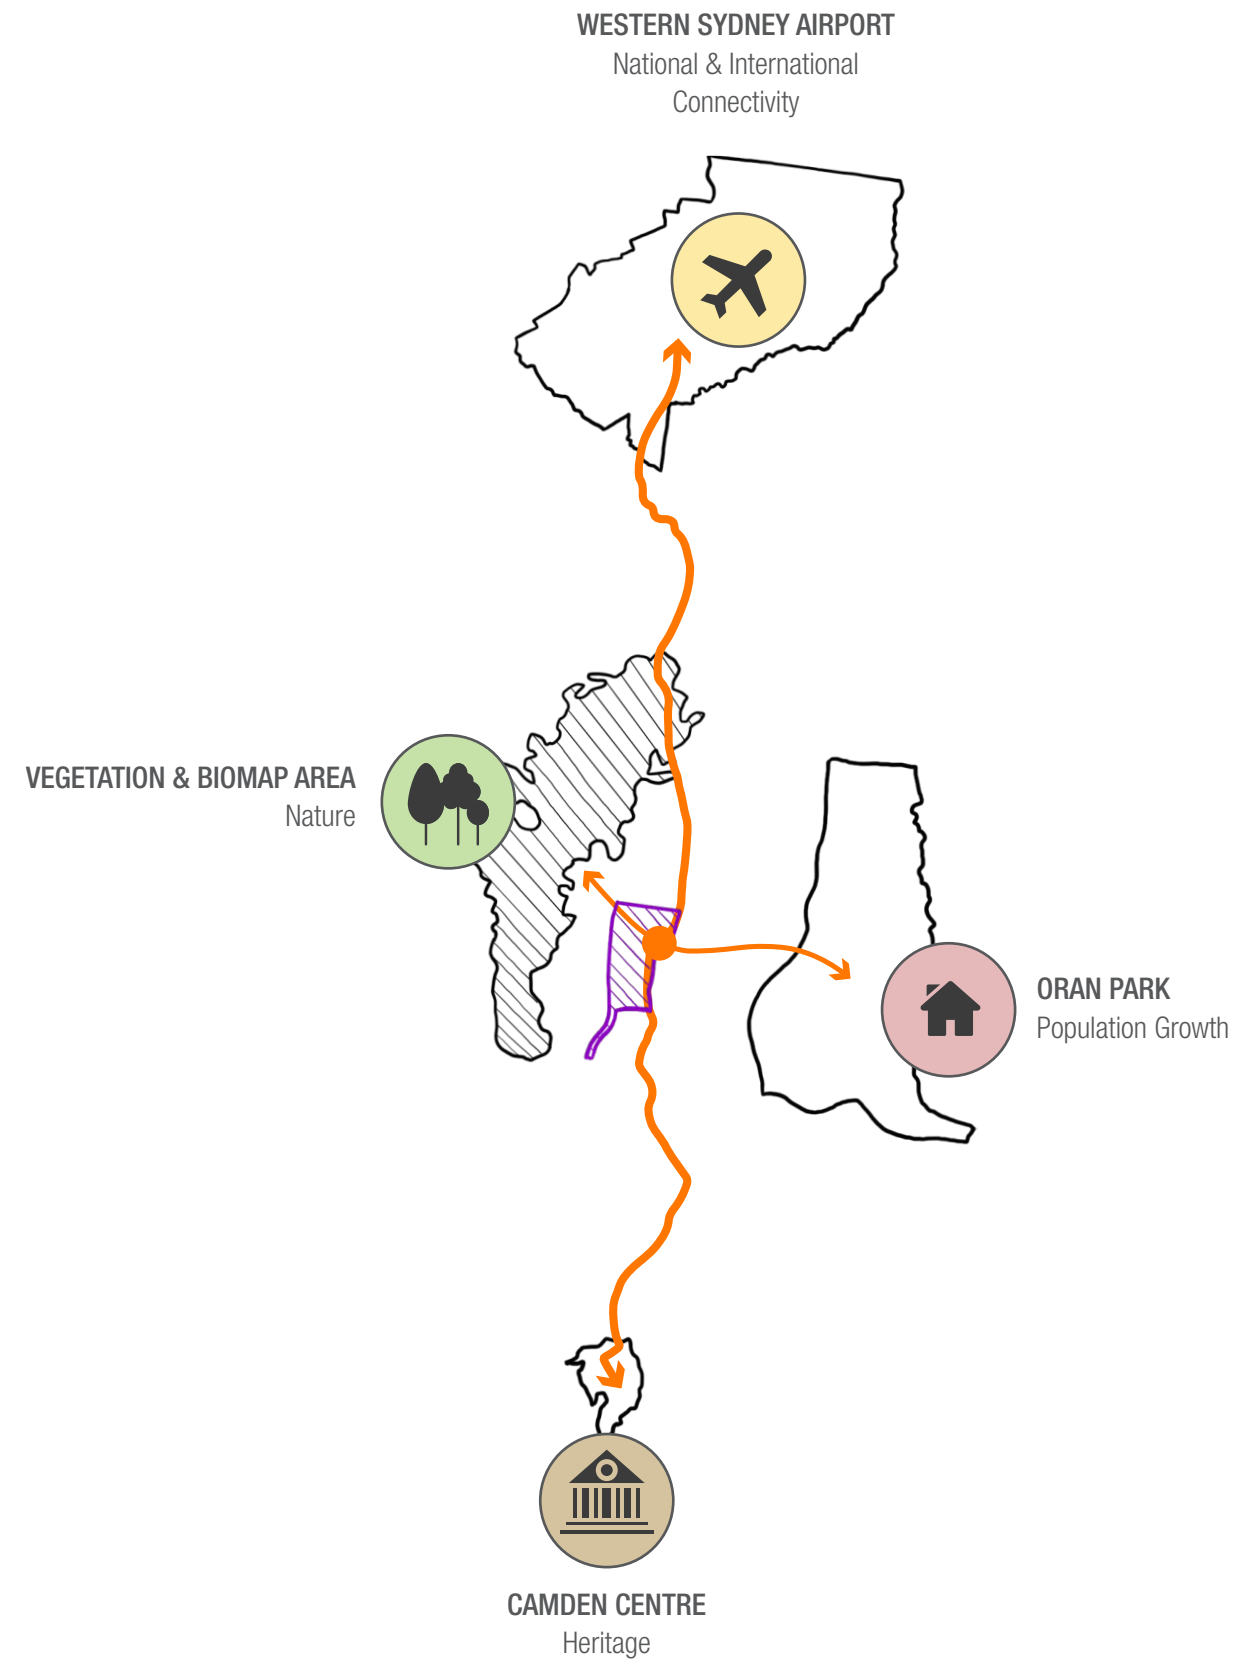 WESTERN SYDNEY AIRPORT
National & International
Connectivity
VEGETATION & BIOMAP AREA
Nature
ORAN PARK
Population Growth
CAMDEN CENTRE
Heritage